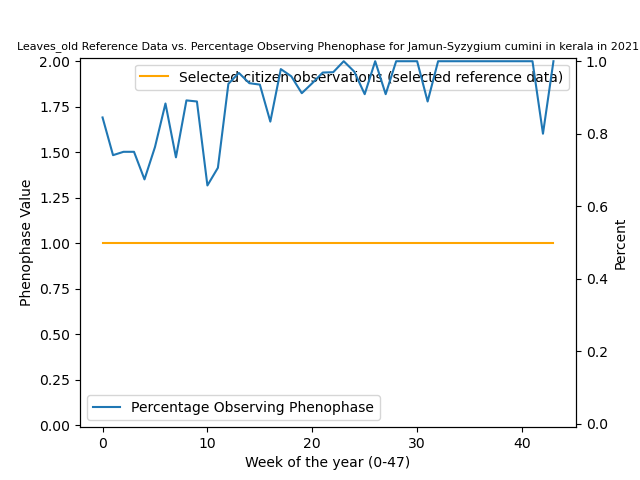 Leaves_old Reference Data vs. Percentage Observing Phenophase for Jamun-Syzygium cumini in kerala in 2021
2.00
1.75
1.50
1.25
1.00
0.75
0.50
0.25
0.00
Phenophase Value
Selected citizen observations (selected reference data)
Percentage Observing Phenophase
1.0
0.8
0.6
0.4
0.2
0.0
Percent
0 10 20 30 40
Week of the year (0-47)